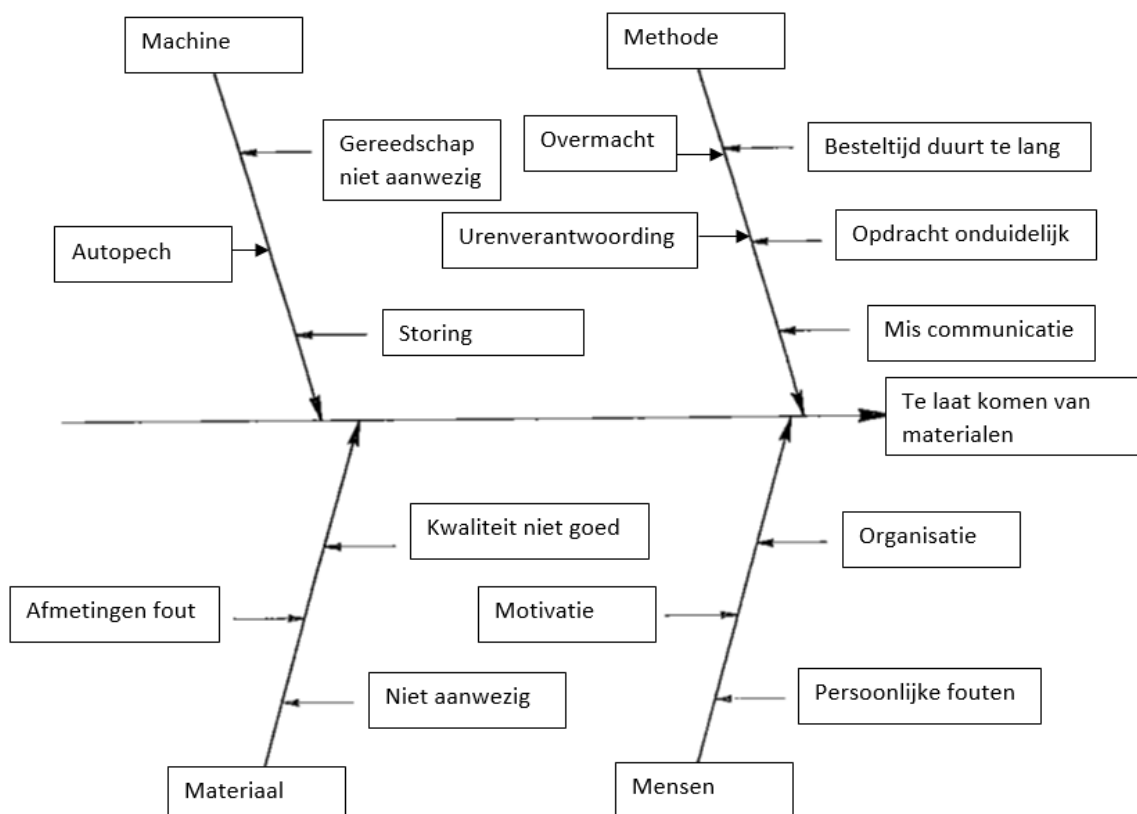 Machine
Methode
Gereedschap
niet aanwezig
Overmacht
Besteltijd duurt te lang
Autopech
Urenverantwoording
Opdracht onduidelijk
Storing
Mis communicatie
Te laat komen van
materialen
Kwaliteit niet goed
Organisatie
Afmetingen fout
Motivatie
Niet aanwezig
Persoonlijke fouten
Materiaal
Mensen